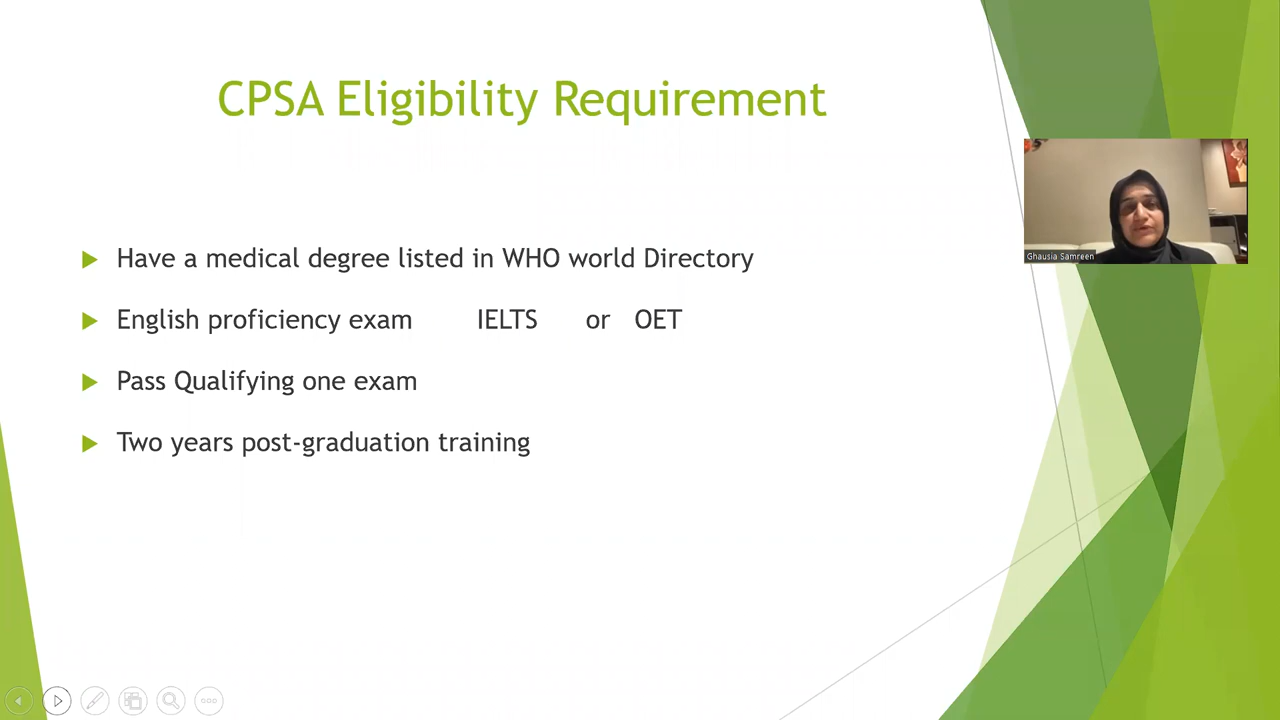 CPSA Eligibility Requirement
Ghausia Samreen
Have a medical degree listed in WHO world Directory
English proficiency exam IELTS or OET
Pass Qualifying one exam
Two years post-graduation training